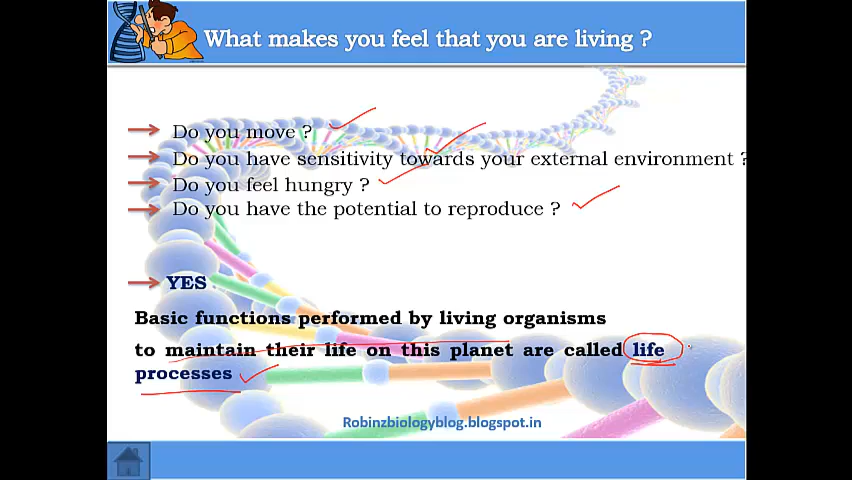 What makes you feel that you are living ?
Do you move ?
Do you have sensitivity towards your external environment ?
Do you feel hungry ?
Do you have the potential to reproduce ?
YES
Basic functions performed by living organisms
to maintain their life on this planet are called life
processes
Robinzbiologyblog.blogspot.in